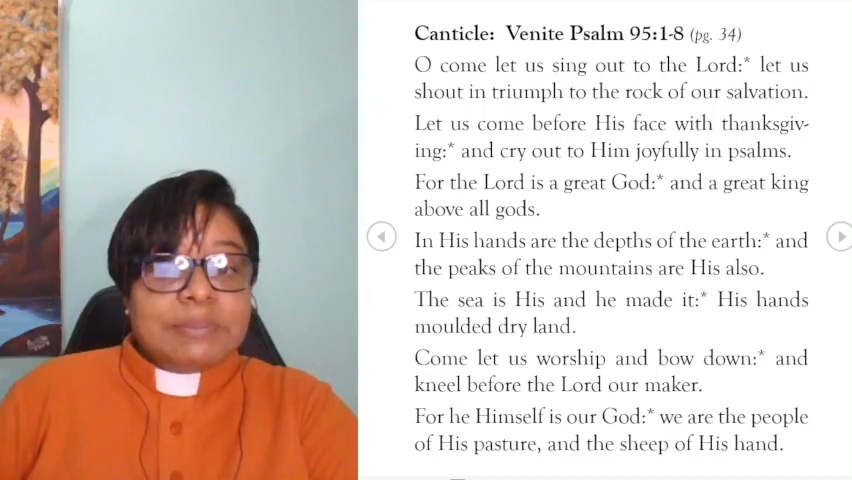 Canticle: Venite Psalm 95:1-8 (pg. 34)
O come let us sing out to the Lord:* let us
shout in triumph to the rock of our salvation.
Let us come before His face with thanksgiv-
ing:* and cry out to Him joyfully in psalms.
For the Lord is a great God:* and a great king
above all gods.
In His hands are the depths of the earth:* and
the peaks of the mountains are His also.
The sea is His and he made it:* His hands
moulded dry land.
Come let us worship and bow down:* and
kneel before the Lord our maker.
For he Himself is our God:* we are the people
of His pasture, and the sheep of His hand.